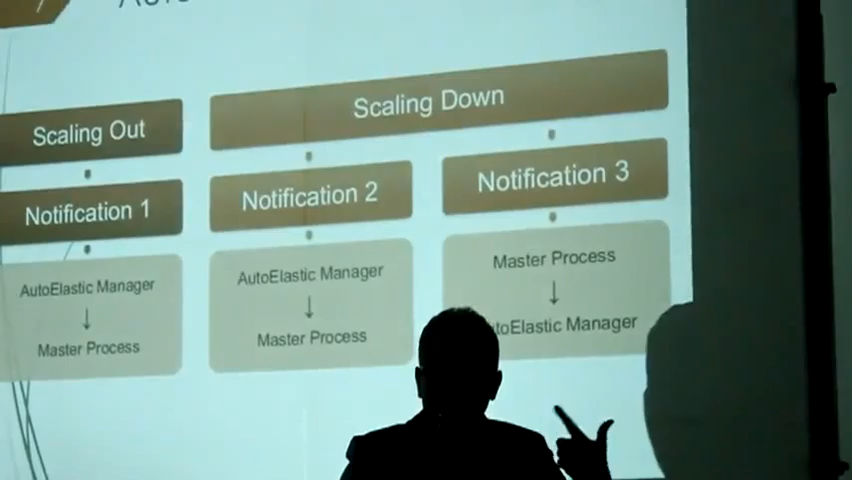 Scaling Out
Scaling Down
Notification 1
Notification 2
Notification 3
AutoElastic Manager
↓
Master Process
AutoElastic Manager
↓
Master Process
Master Process
↓
toElastic Manager